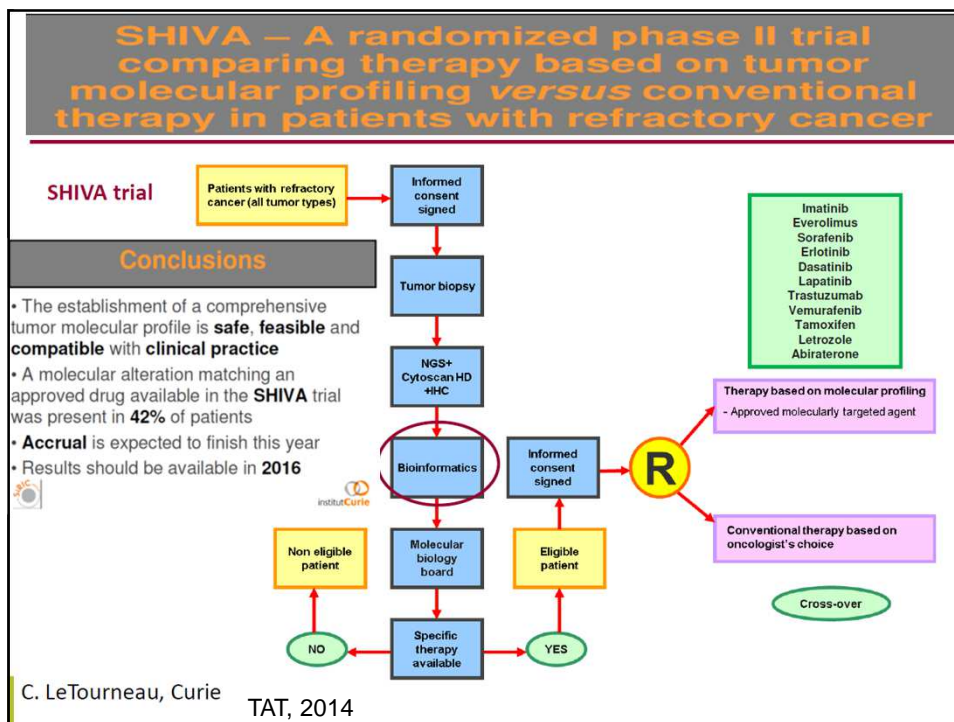 SHIVA – A randomized phase II trial
comparing therapy based on tumor
molecular profiling versus conventional
therapy in patients with refractory cancer
SHIVA trial
Patients with refractory
cancer (all tumor types)
Informed
consent
signed
Conclusions
• The establishment of a comprehensive
tumor molecular profile is safe, feasible and
compatible with clinical practice
• A molecular alteration matching an
approved drug available in the SHIVA trial
was present in 42% of patients
• Accrual is expected to finish this year
• Results should be available in 2016
SiRIC
institutCurie
Tumor biopsy
NGS+
Cytoscan HD
+IHC
Bioinformatics
Molecular
biology
board
Specific
therapy
available
NO
Non eligible
patient
YES
Eligible
patient
Informed
consent
signed
R
Imatinib
Everolimus
Sorafenib
Erlotinib
Dasatinib
Lapatinib
Trastuzumab
Vemurafenib
Tamoxifen
Letrozole
Abiraterone
Therapy based on molecular profiling
- Approved molecularly targeted agent
Conventional therapy based on
oncologist's choice
Cross-over
C. LeTourneau, Curie
TAT, 2014